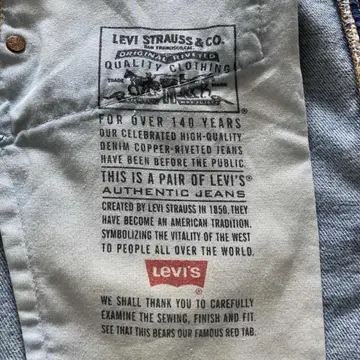 LEVI STRAUSS & CO.
SAN FRANCISCO, CAL.
ORIGINAL RIVETED
QUALITY CLOTHING
TRADE MARK
®
FOR OVER 140 YEARS
OUR CELEBRATED HIGH-QUALITY
DENIM COPPER-RIVETED JEANS
HAVE BEEN BEFORE THE PUBLIC
THIS IS A PAIR OF LEVI'S®
AUTHENTIC JEANS
CREATED BY LEVI STRAUSS IN 1850, THEY
HAVE BECOME AN AMERICAN TRADITION,
SYMBOLIZING THE VITALITY OF THE WEST
TO PEOPLE ALL OVER THE WORLD.
LEVI'S
®
WE SHALL THANK YOU TO CAREFULLY
EXAMINE THE SEWING, FINISH AND FIT.
SEE THAT THIS BEARS OUR FAMOUS RED TAB.